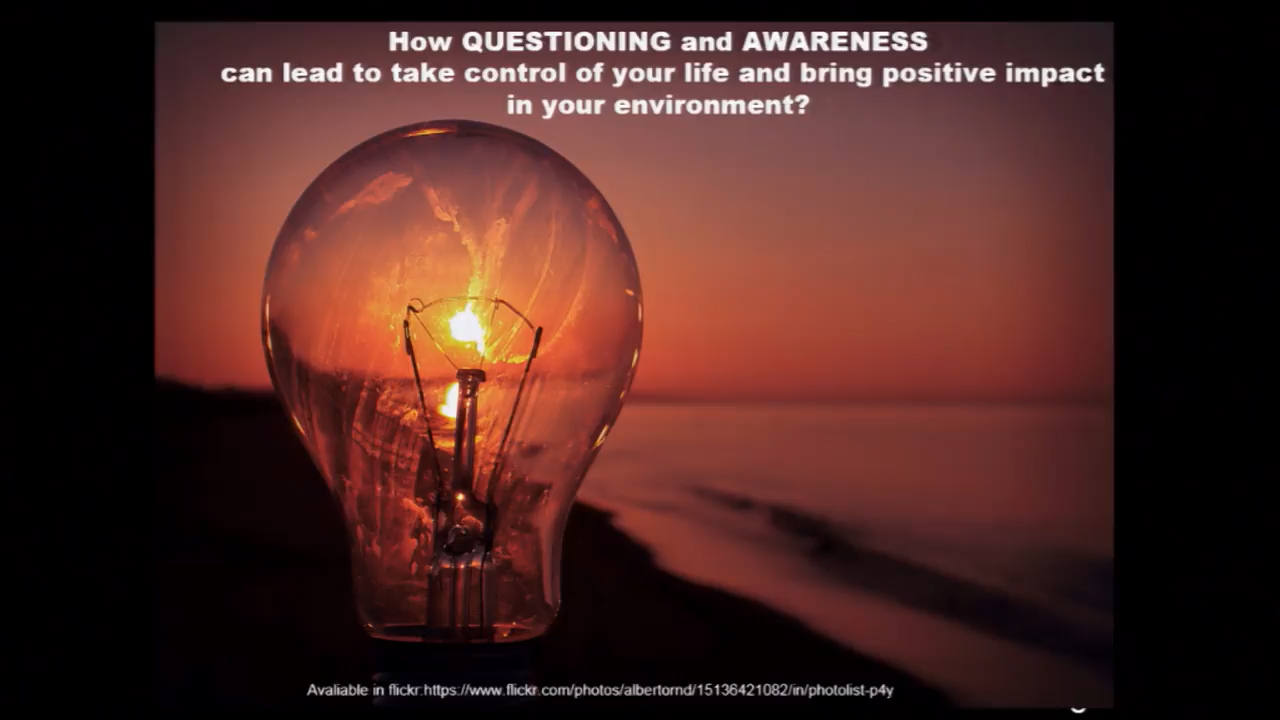 How QUESTIONING and AWARENESS
can lead to take control of your life and bring positive impact
in your environment?
Avaliable in flickr:https://www.flickr.com/photos/albertornd/15136421082/in/photolist-p4y